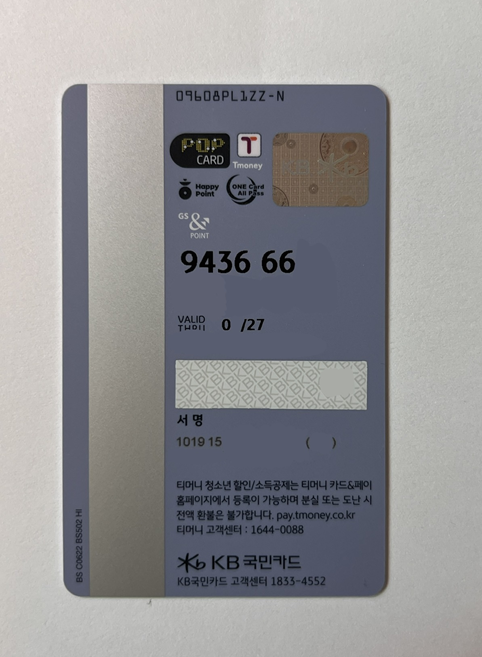 09608PL1ZZ-N
POP CARD
T
Tmoney
Happy Point
ONE Card All Pass
GS & POINT
9436 66
VALID THRU 0 /27
서명
1019 15 ( )
티머니 청소년 할인/소득공제는 티머니 카드&페이
홈페이지에서 등록이 가능하며 분실 또는 도난 시
전액 환불은 불가합니다. pay.tmoney.co.kr
티머니 고객센터 : 1644-0088
KB국민카드
KB국민카드 고객센터 1833-4552
BS C0622 BS502 HI